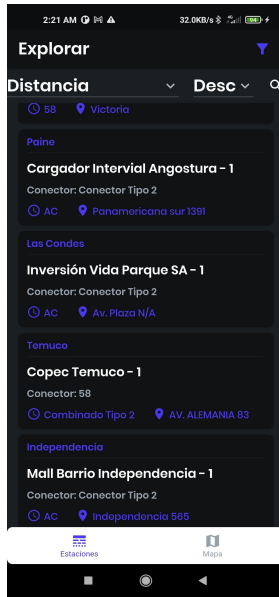 2:21 AM
32.0KB/s 94
Explorar
Distancia Desc
58 Victoria
Paine
Cargador Intervial Angostura - 1
Conector: Conector Tipo 2
AC Panamericana sur 1391
Las Condes
Inversión Vida Parque SA - 1
Conector: Conector Tipo 2
AC Av. Plaza N/A
Temuco
Copec Temuco - 1
Conector: 58
Combinado Tipo 2 AV. ALEMANIA 83
Independencia
Mall Barrio Independencia - 1
Conector: Conector Tipo 2
AC Independencia 565
Estaciones Mapa